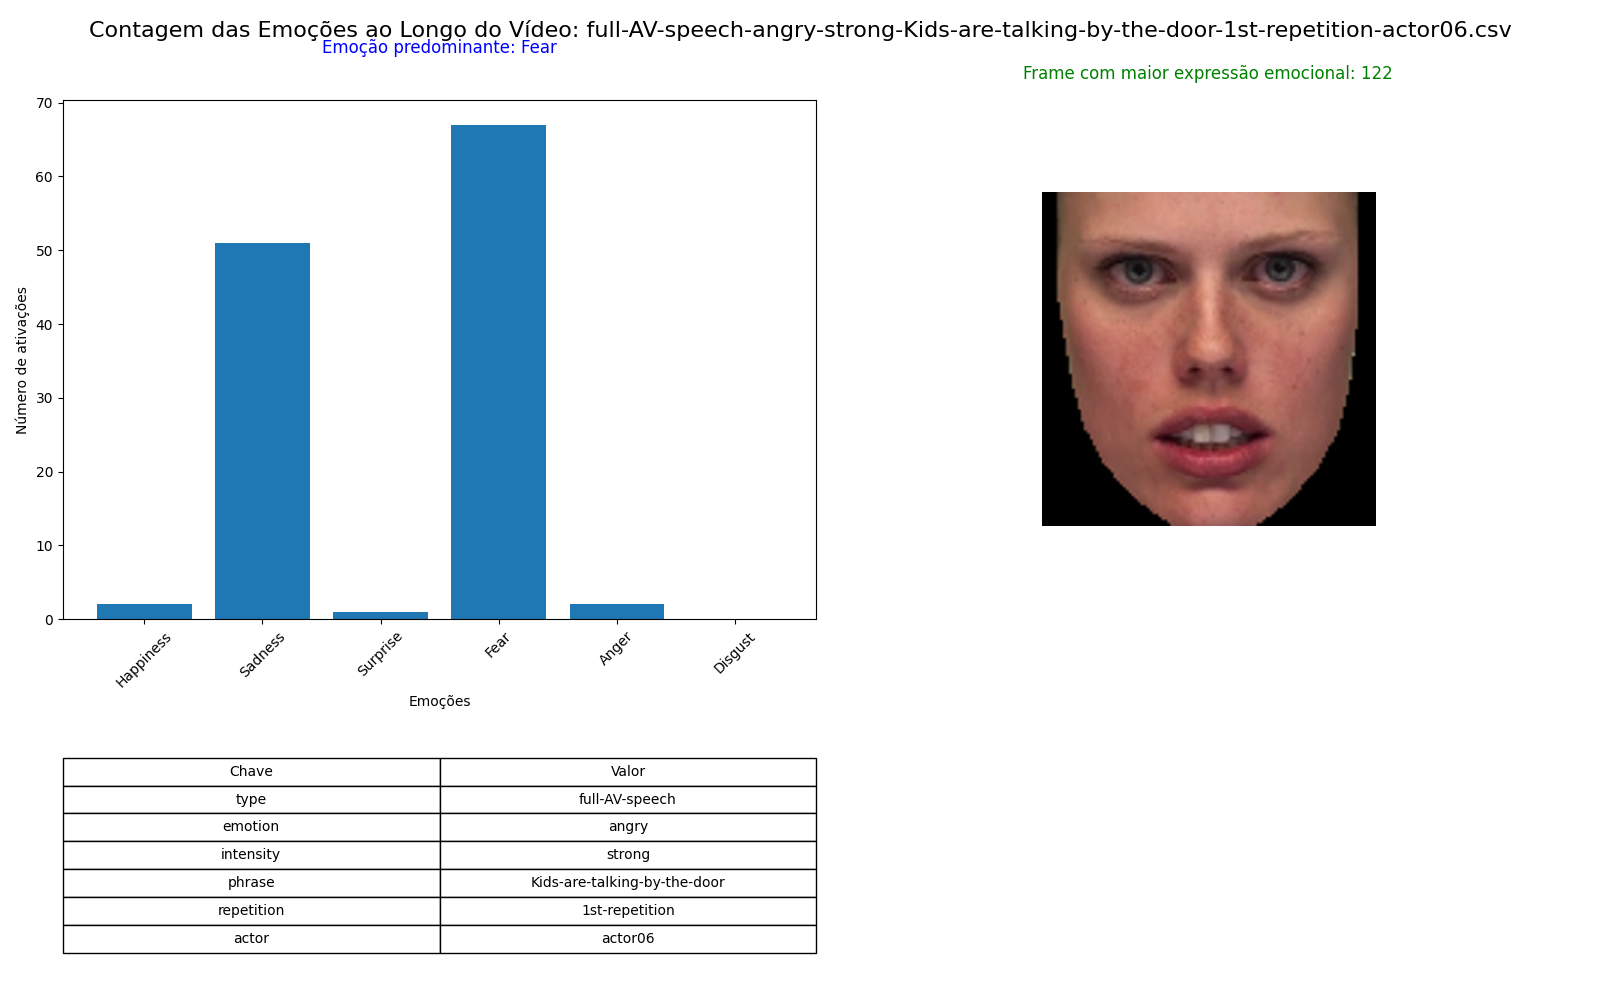 Contagem das Emoções ao Longo do Vídeo: full-AV-speech-angry-strong-Kids-are-talking-by-the-door-1st-repetition-actor06.csv
Emoção predominante: Fear
Frame com maior expressão emocional: 122
70
60
50
40
30
20
10
0
Número de ativações
Happiness
Sadness
Surprise
Fear
Anger
Disgust
Emoções
Chave Valor
type full-AV-speech
emotion angry
intensity strong
phrase Kids-are-talking-by-the-door
repetition 1st-repetition
actor actor06